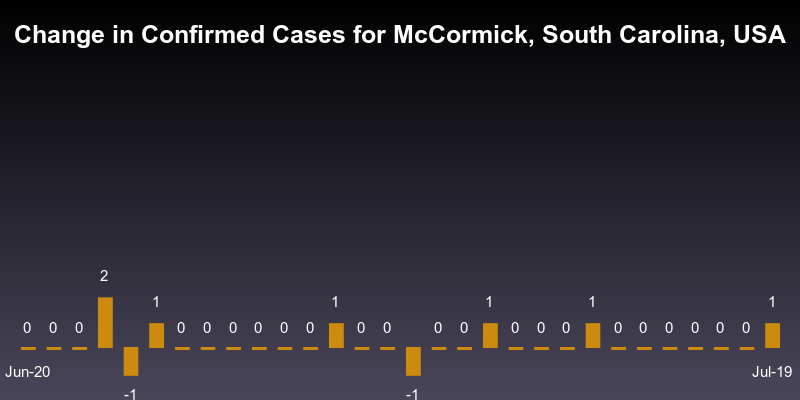 Change in Confirmed Cases for McCormick, South Carolina, USA
2
1 1 1 1 1
0 0 0 0 0 0 0 0 0 0 0 0 0 0 0 0 0 0 0 0 0 0
Jun-20 Jul-19
-1 -1